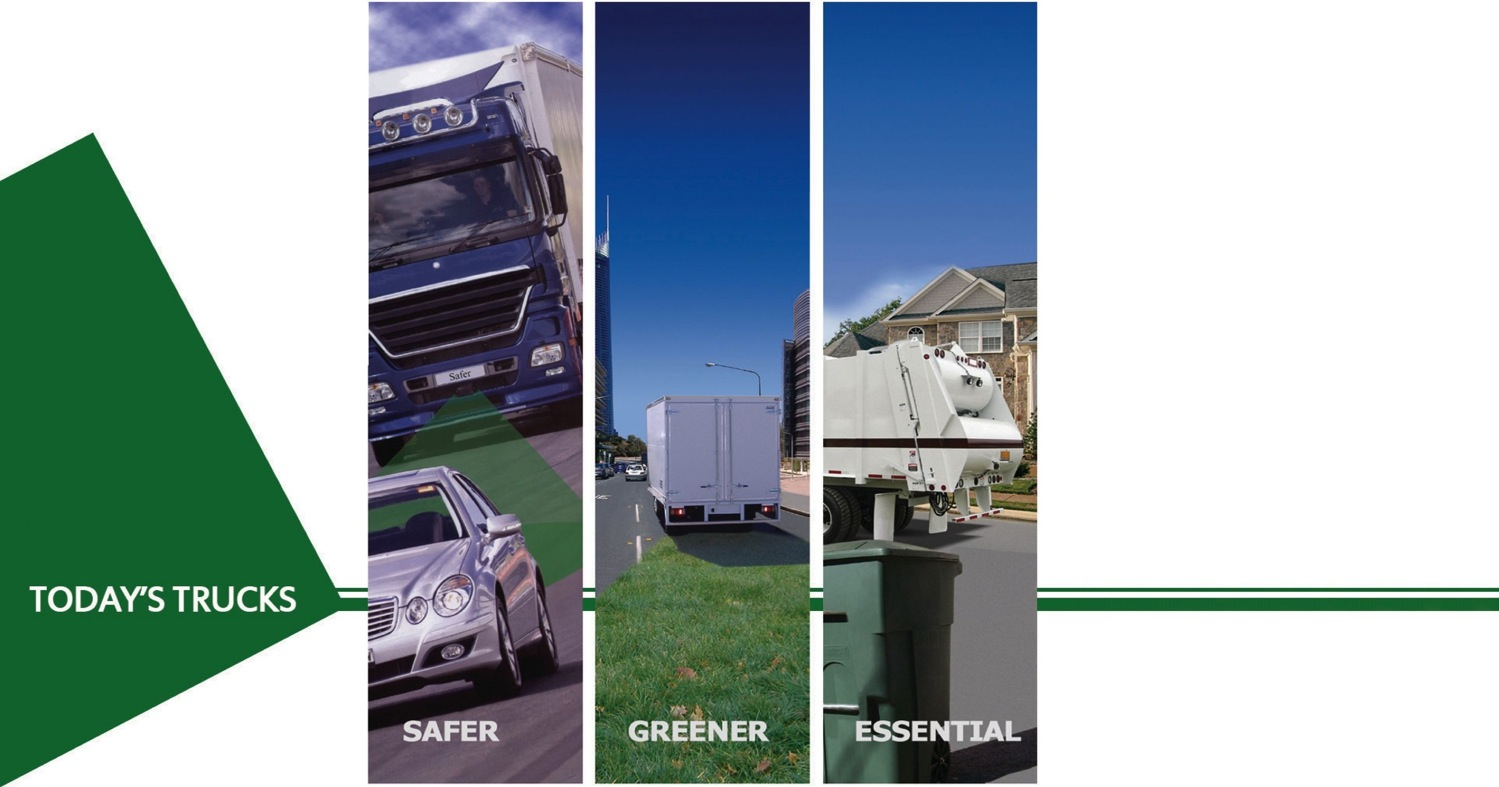 TODAY'S TRUCKS
Safer
SAFER
GREENER
ESSENTIAL